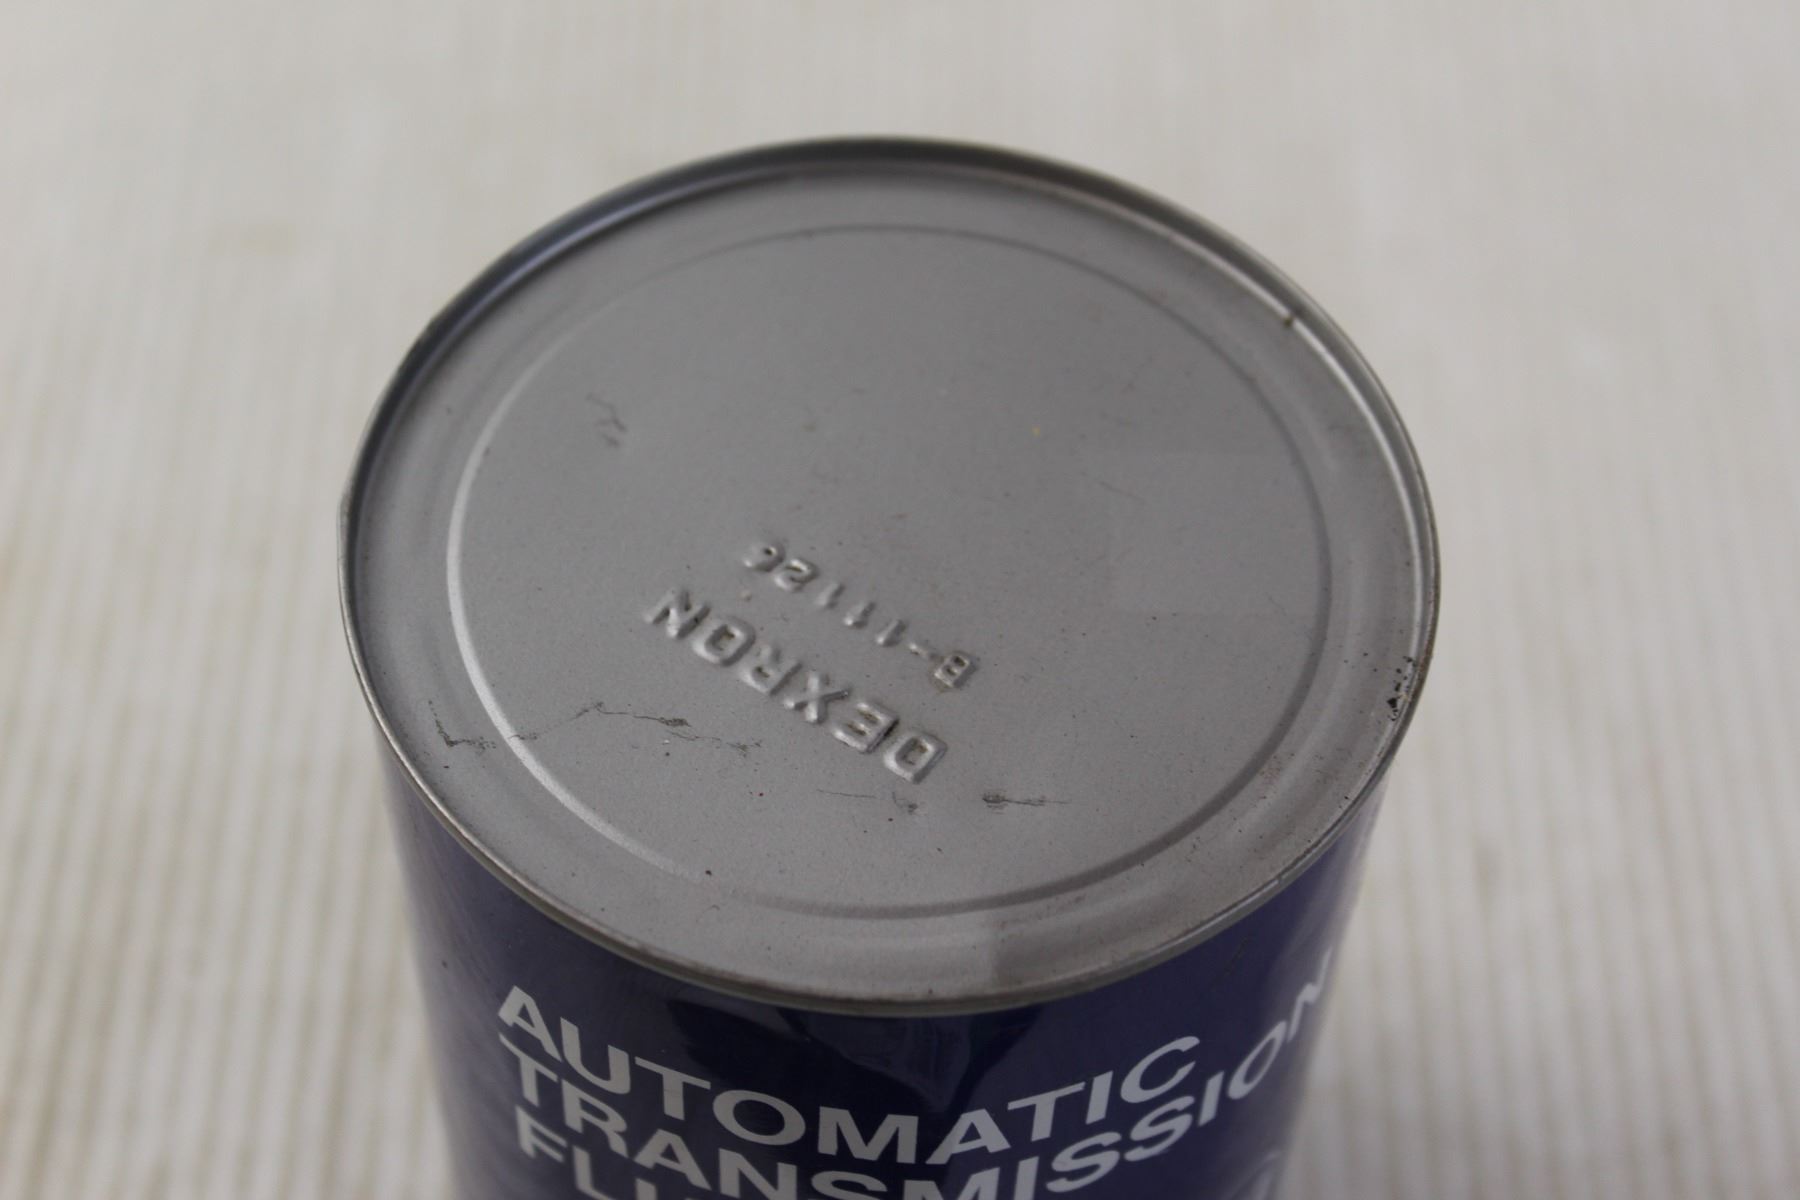 DEXRON
B-11126
AUTOMATIC
TRANSMISSION